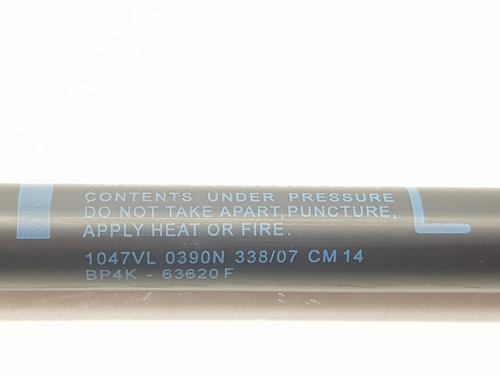 CONTENTS UNDER PRESSURE
DO NOT TAKE APART, PUNCTURE,
APPLY HEAT OR FIRE.
L
1047VL 0390N 338/07 CM 14
BP4K - 63620 F